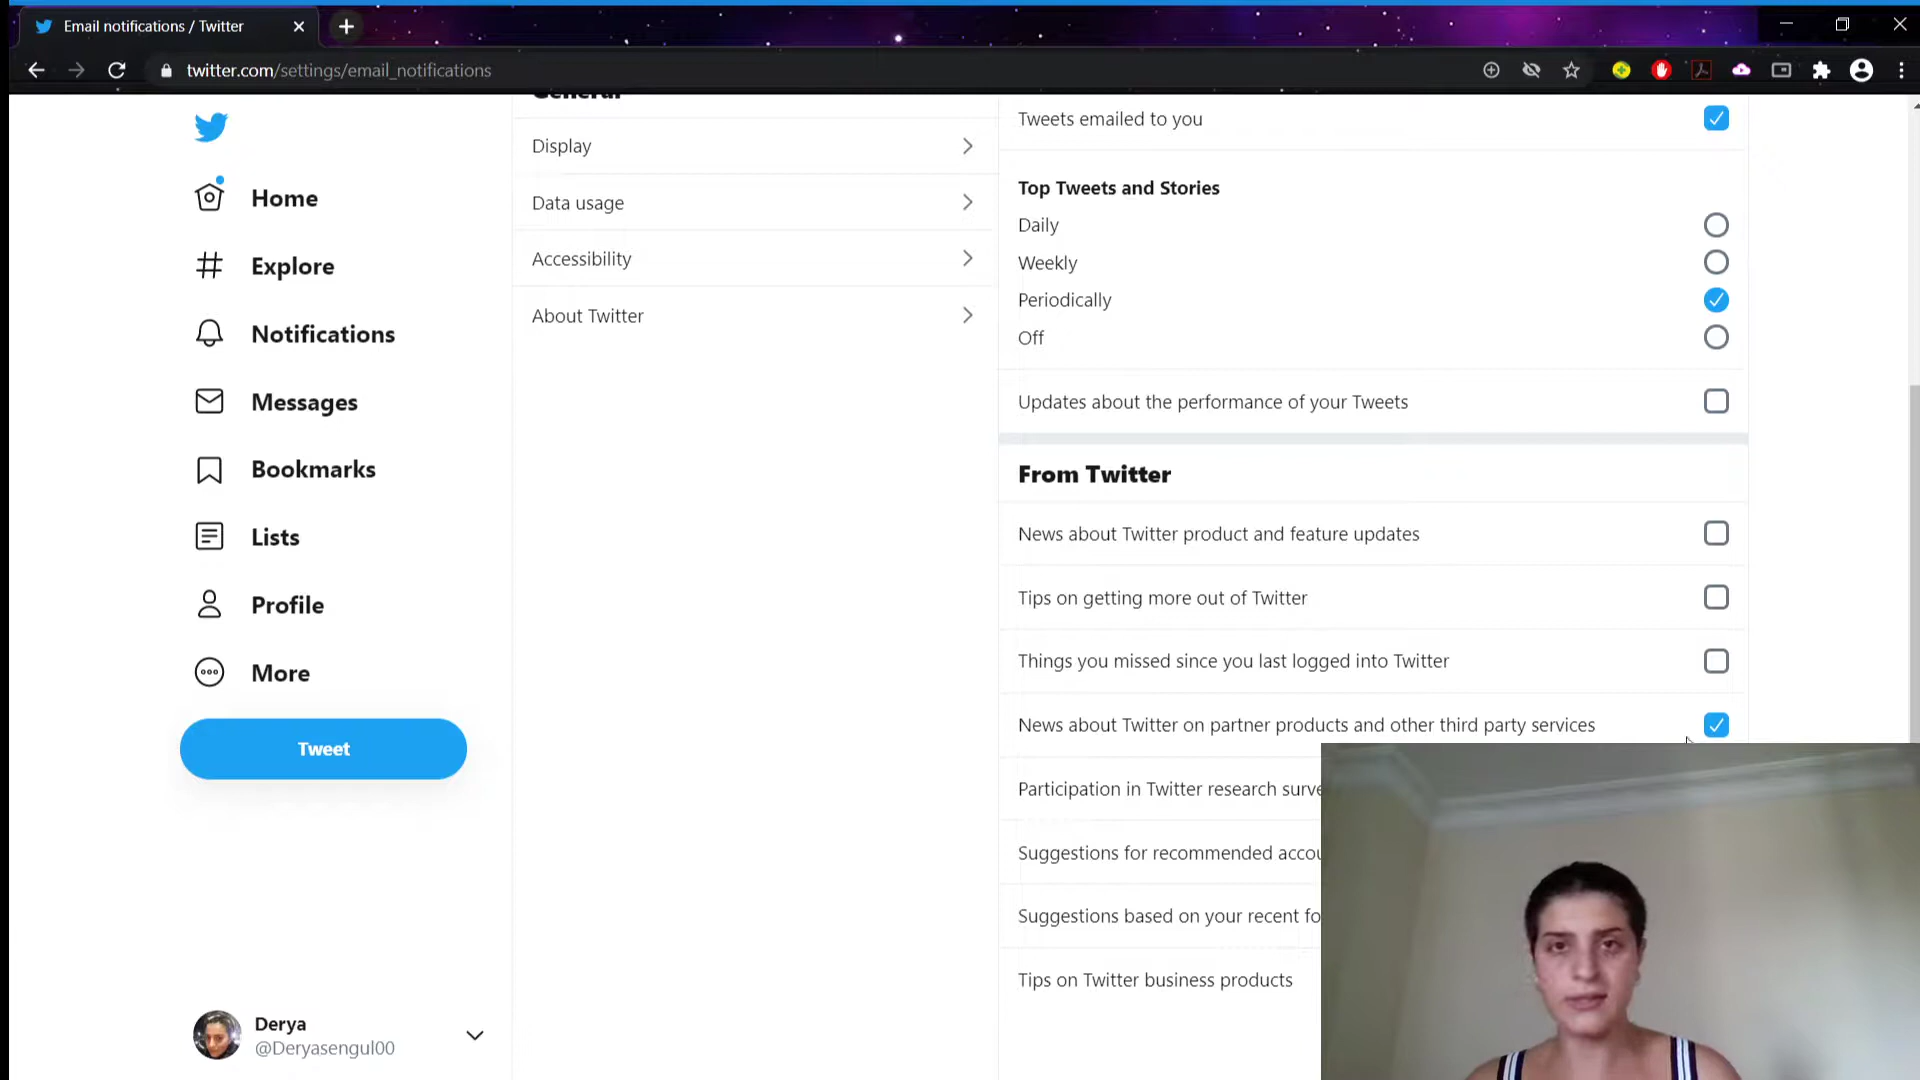 Email notifications / Twitter
twitter.com/settings/email_notifications
General
Home
Explore
Notifications
Messages
Bookmarks
Lists
Profile
More
Tweet
Derya
@Deryasengul00
Display
Data usage
Accessibility
About Twitter
Tweets emailed to you
Top Tweets and Stories
Daily
Weekly
Periodically
Off
Updates about the performance of your Tweets
From Twitter
News about Twitter product and feature updates
Tips on getting more out of Twitter
Things you missed since you last logged into Twitter
News about Twitter on partner products and other third party services
Participation in Twitter research surve
Suggestions for recommended accou
Suggestions based on your recent fo
Tips on Twitter business products